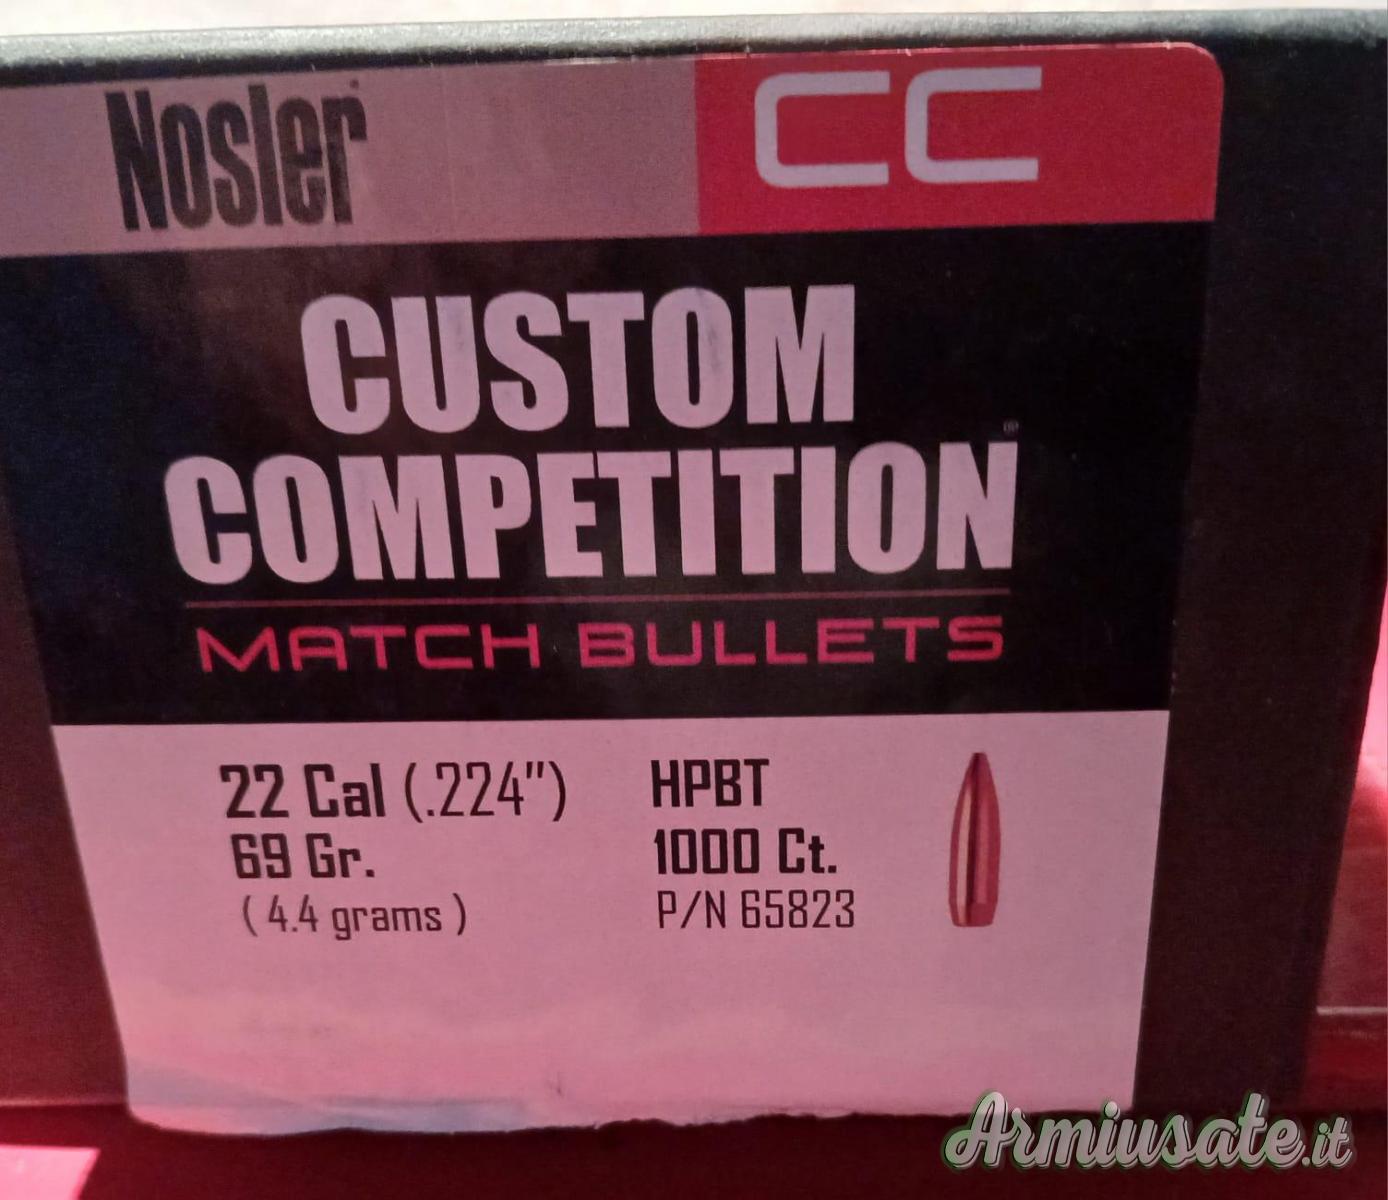 Nosler®
CC
CUSTOM
COMPETITION®
MATCH BULLETS
22 Cal (.224")
69 Gr.
( 4.4 grams )
HPBT
1000 Ct.
P/N 65823
Armiusate.it